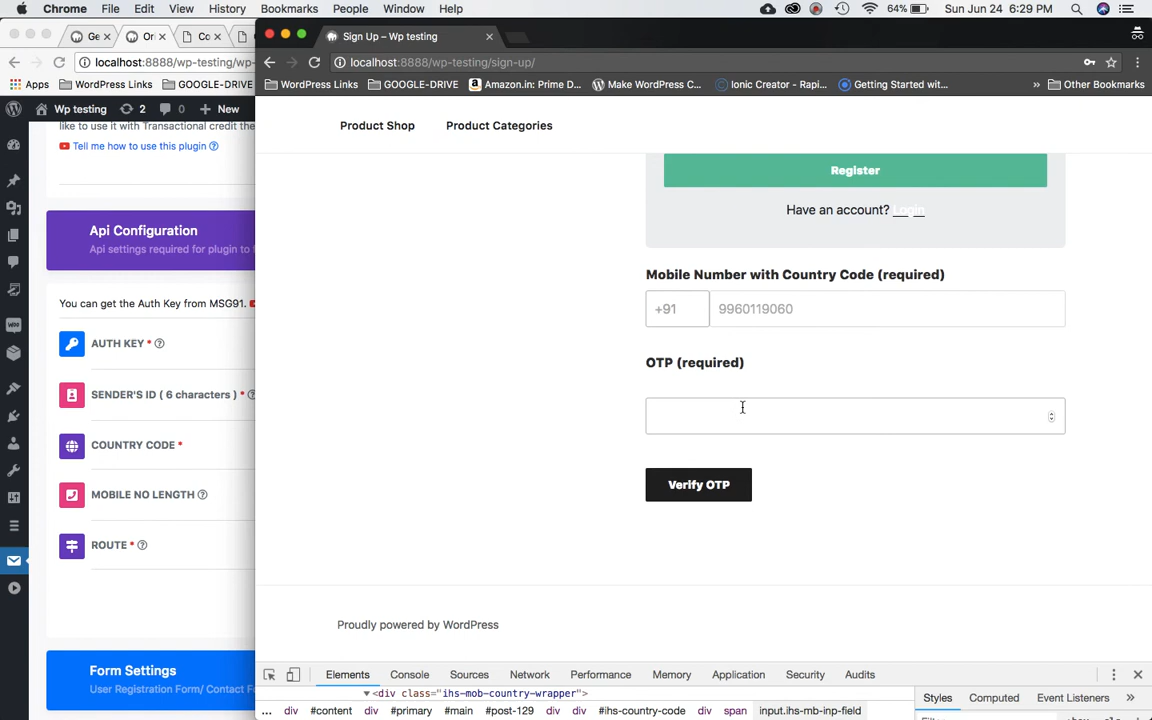 Chrome File Edit View History Bookmarks People Window Help 64% Sun Jun 24 6:29 PM
Ge
Or
Co
Sign Up – Wp testing
localhost:8888/wp-testing/wp-
localhost:8888/wp-testing/sign-up/
Apps WordPress Links GOOGLE-DRIVE
WordPress Links GOOGLE-DRIVE Amazon.in: Prime D... Make WordPress C... Ionic Creator - Rapi... Getting Started wit... » Other Bookmarks
Wp testing 2 0 New
like to use it with Transactional credit the
Tell me how to use this plugin
Api Configuration
Api settings required for plugin to f
You can get the Auth Key from MSG91.
AUTH KEY *
SENDER'S ID ( 6 characters ) *
COUNTRY CODE *
MOBILE NO LENGTH
ROUTE *
Form Settings
User Registration Form/ Contact Fo
Product Shop Product Categories
Register
Have an account? Login
Mobile Number with Country Code (required)
+91 9960119060
OTP (required)
Verify OTP
Proudly powered by WordPress
Elements Console Sources Network Performance Memory Application Security Audits
▼<div class="ihs-mob-country-wrapper">
Styles Computed Event Listeners »
... div #content div #primary #main #post-129 div div #ihs-country-code div span input.ihs-mb-inp-field